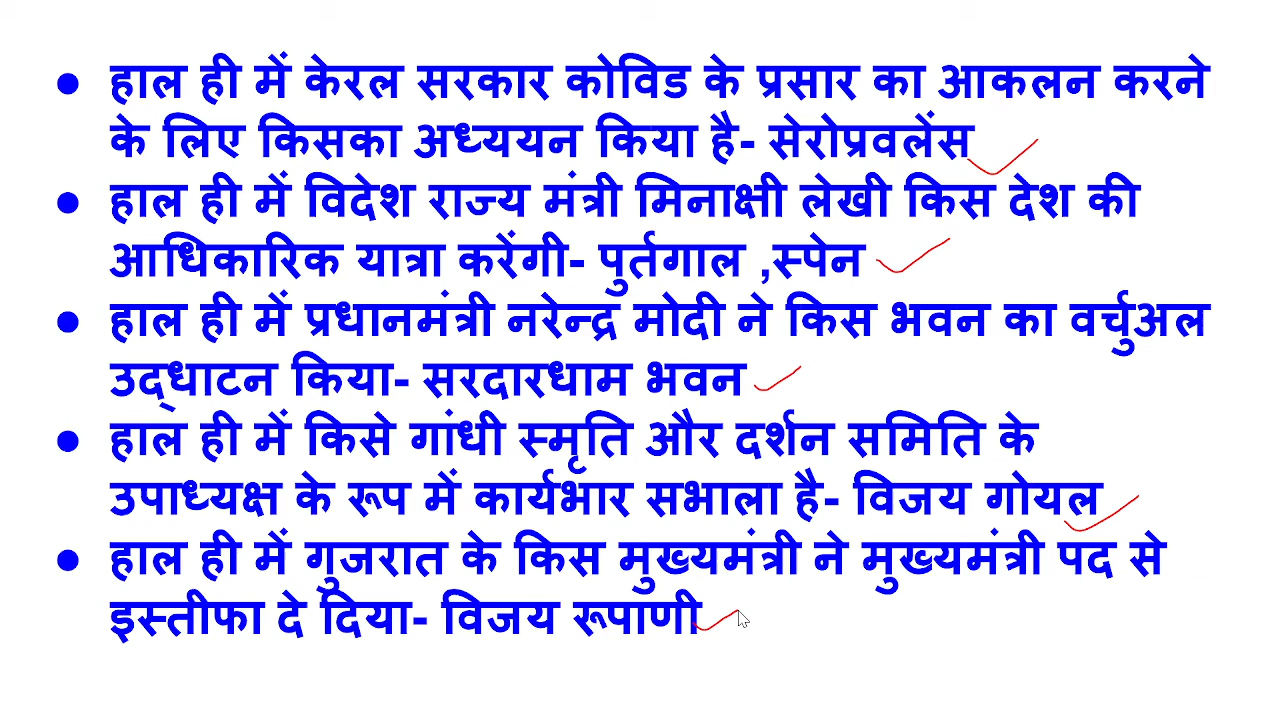 ● हाल ही में केरल सरकार कोविड के प्रसार का आकलन करने
के लिए किसका अध्ययन किया है- सेरोप्रवलेंस
● हाल ही में विदेश राज्य मंत्री मिनाक्षी लेखी किस देश की
आधिकारिक यात्रा करेंगी- पुर्तगाल ,स्पेन
● हाल ही में प्रधानमंत्री नरेन्द्र मोदी ने किस भवन का वर्चुअल
उद्धाटन किया- सरदारधाम भवन
● हाल ही में किसे गांधी स्मृति और दर्शन समिति के
उपाध्यक्ष के रूप में कार्यभार सभाला है- विजय गोयल
● हाल ही में गुजरात के किस मुख्यमंत्री ने मुख्यमंत्री पद से
इस्तीफा दे दिया- विजय रूपाणी